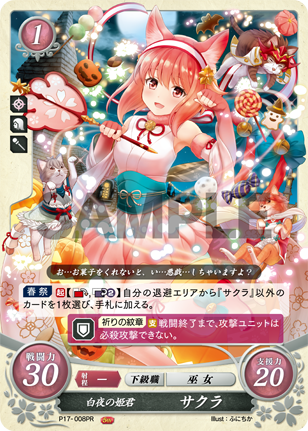 1
SAMPLE
お…お菓子をくれないと、い…悪戯…しちゃいますよ?
春祭 起 自分の退避エリアから『サクラ』以外の
カードを1枚選び、手札に加える。
祈りの紋章 支 戦闘終了まで、攻撃ユニットは
必殺攻撃できない。
戦闘力
30
射程 一 下級職 巫女
支援力
20
白夜の姫君 サクラ
P17-008PR
Illust:ふにちか